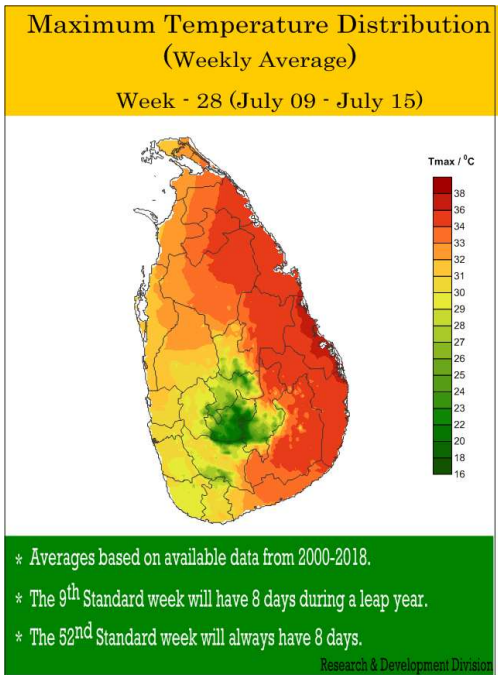 Maximum Temperature Distribution
(Weekly Average)
Week - 28 (July 09 - July 15)
Tmax / ⁰C
38
36
34
33
32
31
30
29
28
27
26
25
24
23
22
20
18
16
* Averages based on available data from 2000-2018.
* The 9th Standard week will have 8 days during a leap year.
* The 52nd Standard week will always have 8 days.
Research & Development Division